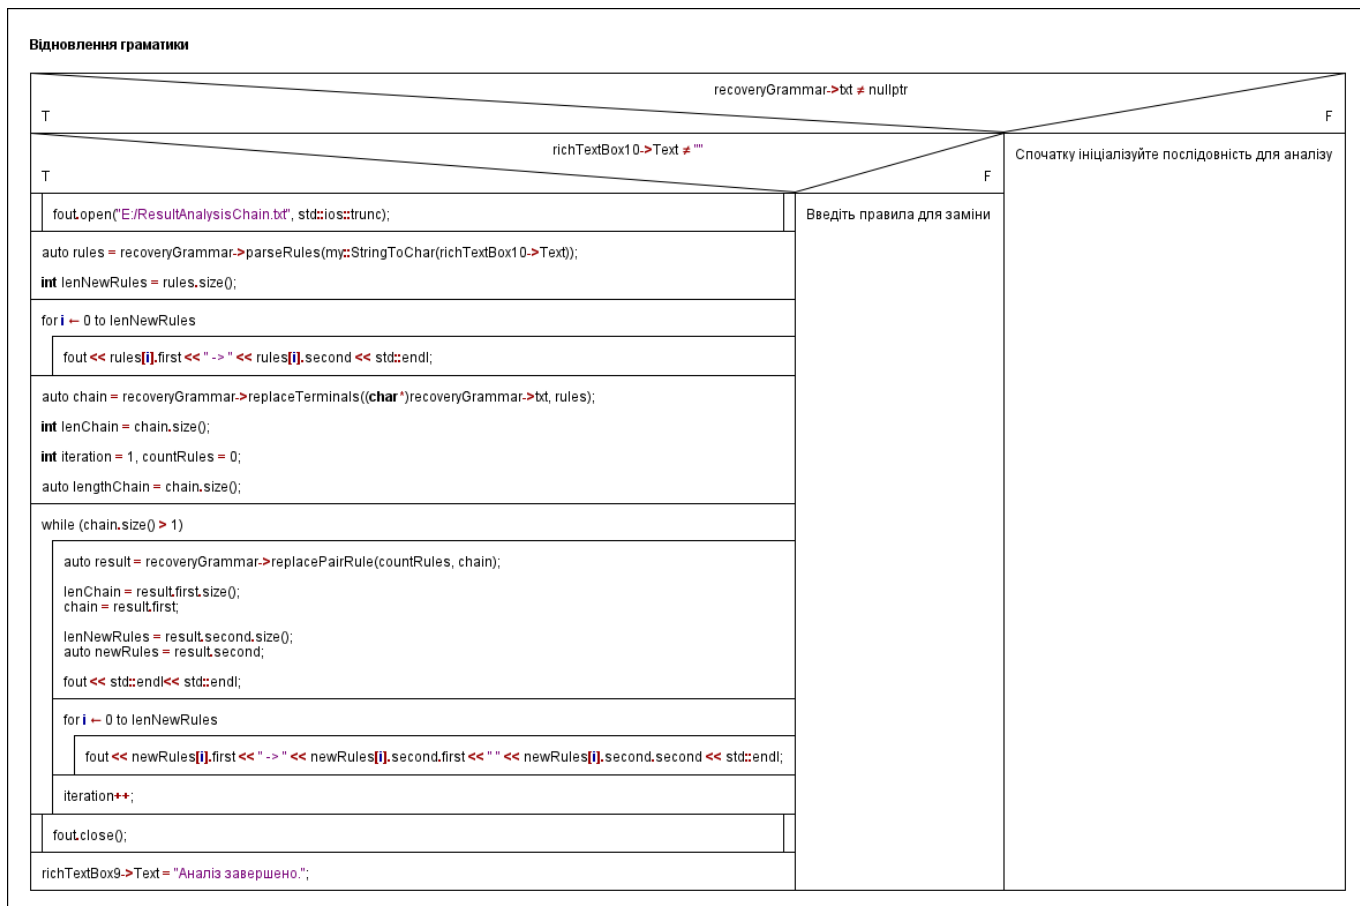 Відновлення граматики
recoveryGrammar->txt ≠ nullptr
T
F
richTextBox10->Text ≠ ""
T
F
Спочатку ініціалізуйте послідовність для аналізу
fout.open("E:/ResultAnalysisChain.txt", std::ios::trunc);
Введіть правила для заміни
auto rules = recoveryGrammar->parseRules(my::StringToChar(richTextBox10->Text));
int lenNewRules = rules.size();
for i ← 0 to lenNewRules
fout << rules[i].first << " -> " << rules[i].second << std::endl;
auto chain = recoveryGrammar->replaceTerminals((char*)recoveryGrammar->txt, rules);
int lenChain = chain.size();
int iteration = 1, countRules = 0;
auto lengthChain = chain.size();
while (chain.size() > 1)
auto result = recoveryGrammar->replacePairRule(countRules, chain);
lenChain = result.first.size();
chain = result.first;
lenNewRules = result.second.size();
auto newRules = result.second;
fout << std::endl<< std::endl;
for i ← 0 to lenNewRules
fout << newRules[i].first << " -> " << newRules[i].second.first << " " << newRules[i].second.second << std::endl;
iteration++;
fout.close();
richTextBox9->Text = "Аналіз завершено.";